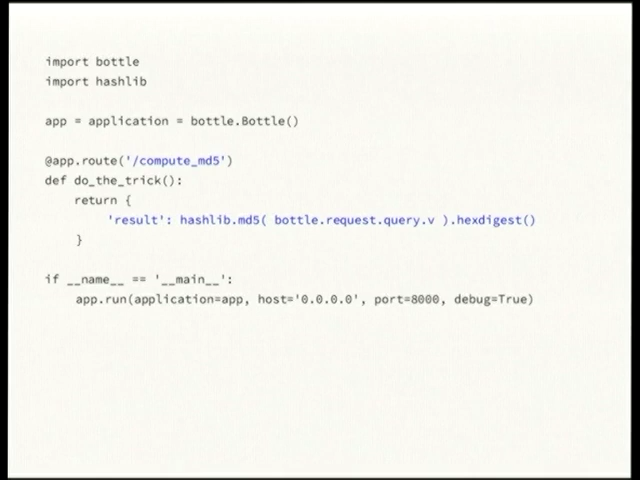 import bottle
import hashlib
app = application = bottle.Bottle()
@app.route('/compute_md5')
def do_the_trick():
return {
'result': hashlib.md5( bottle.request.query.v ).hexdigest()
}
if __name__ == '__main__':
app.run(application=app, host='0.0.0.0', port=8000, debug=True)